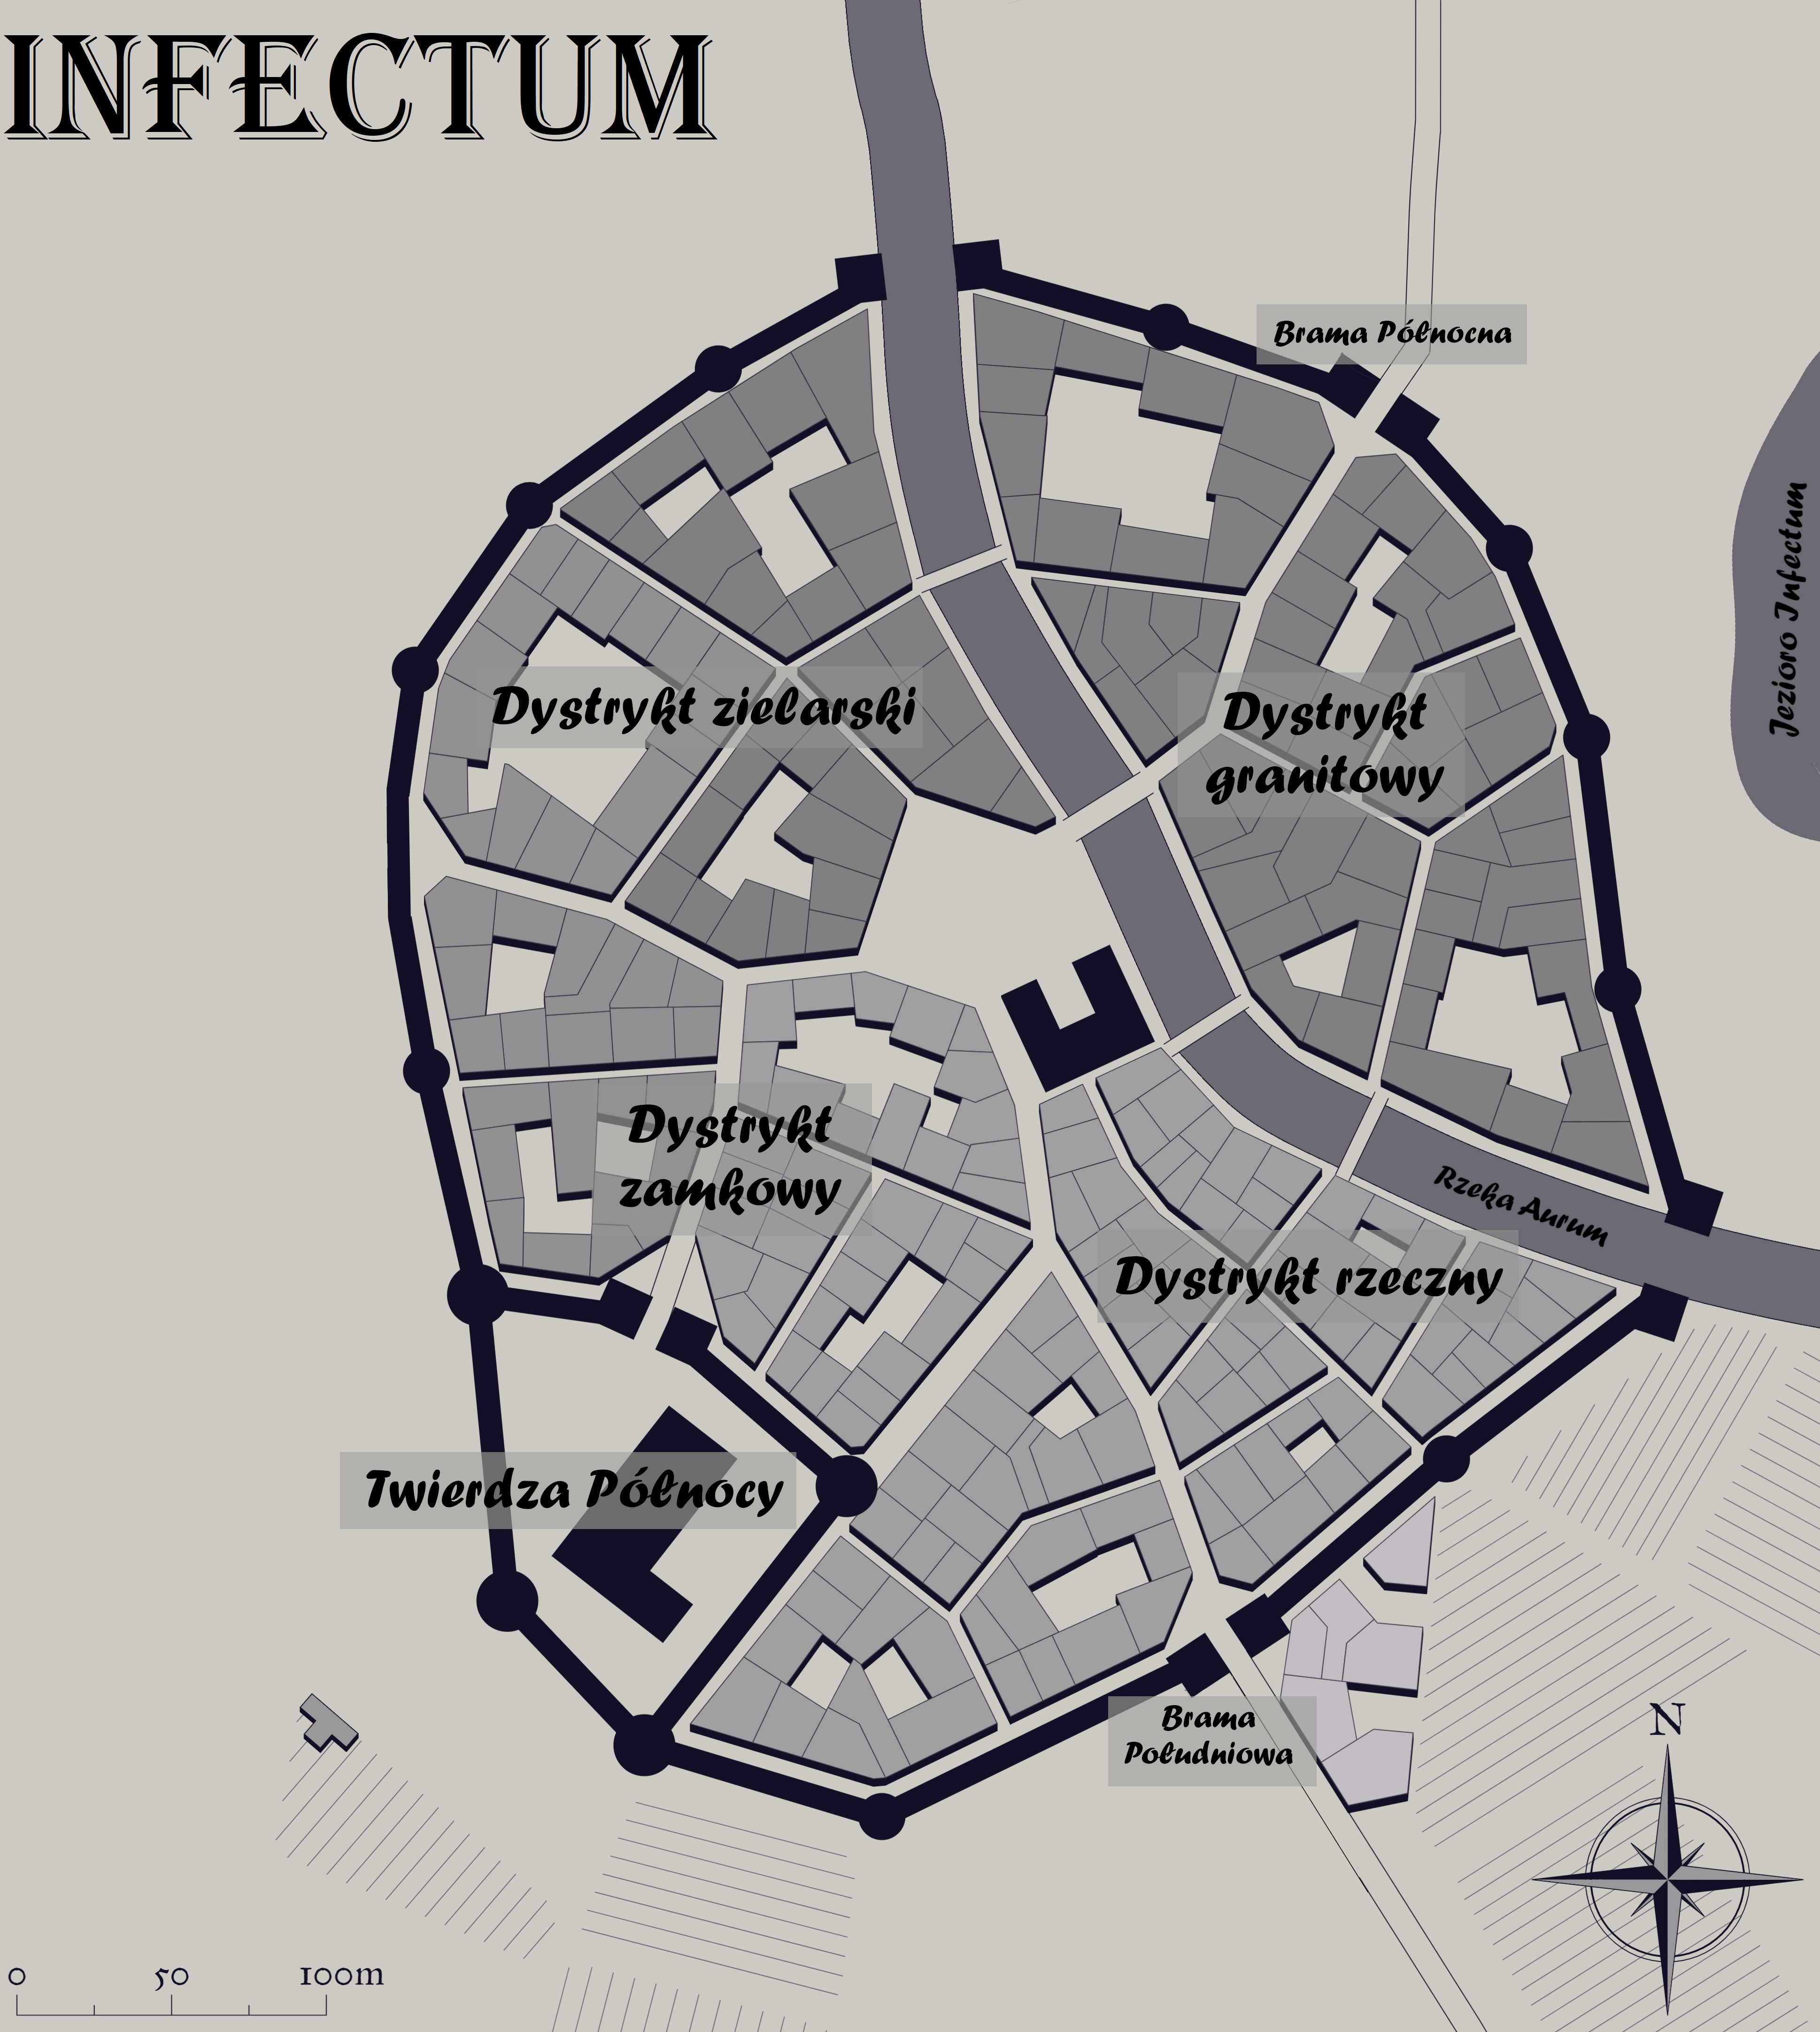 INFECTUM
Brama Północna
Jezioro Infectum
Dystrykt zielarski
Dystrykt
granitowy
Dystrykt
zamkowy
Rzeka Aurum
Dystrykt rzeczny
Twierdza Północy
Brama
Południowa
N
0 50 100m